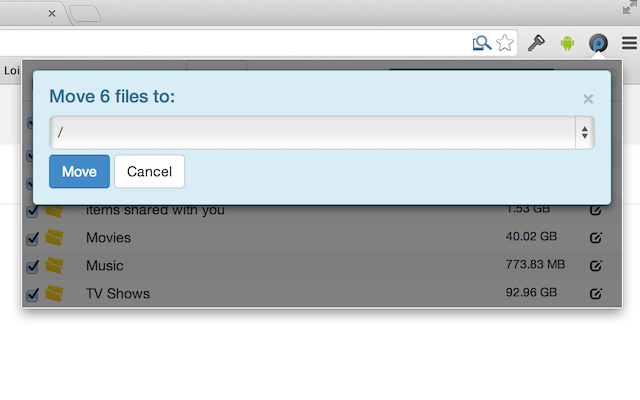 Loi
Move 6 files to:
×
/
Move
Cancel
items shared with you 1.53 GB
Movies 40.02 GB
Music 773.83 MB
TV Shows 92.96 GB